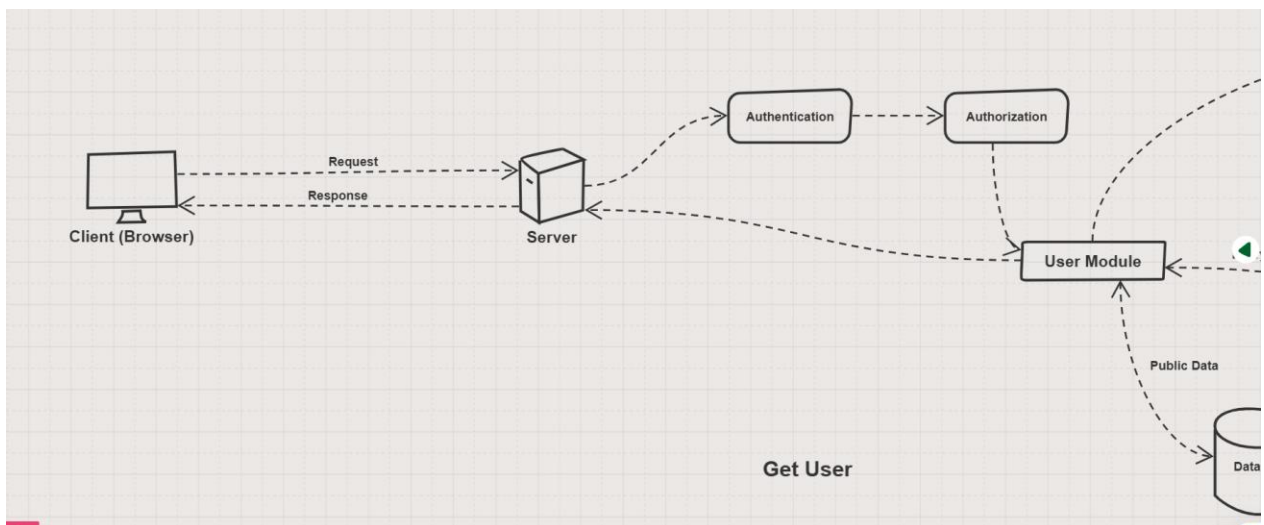 Authentication
Authorization
Request
Response
Client (Browser)
Server
User Module
Public Data
Data
Get User